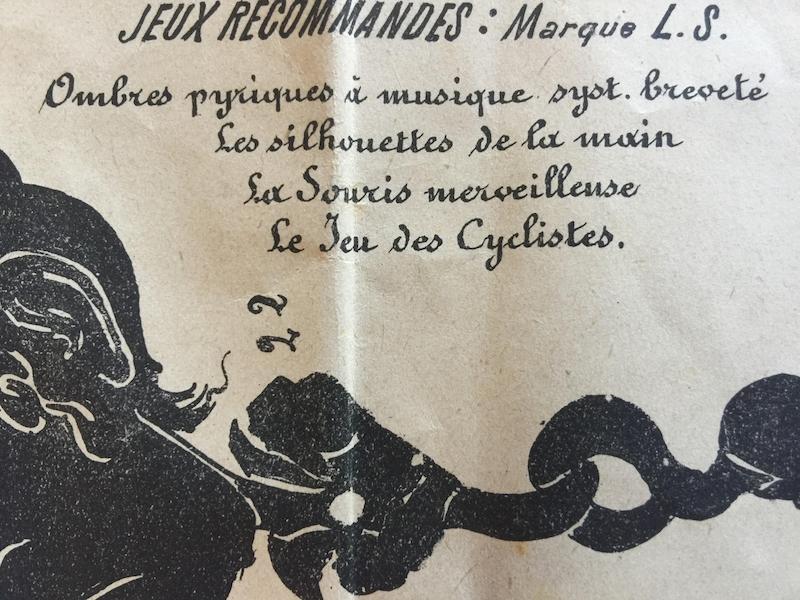 JEUX RECOMMANDES : Marque L. S.
Ombres pyriques à musique syst. breveté
Les silhouettes de la main
La Souris merveilleuse
Le Jeu des Cyclistes.
22